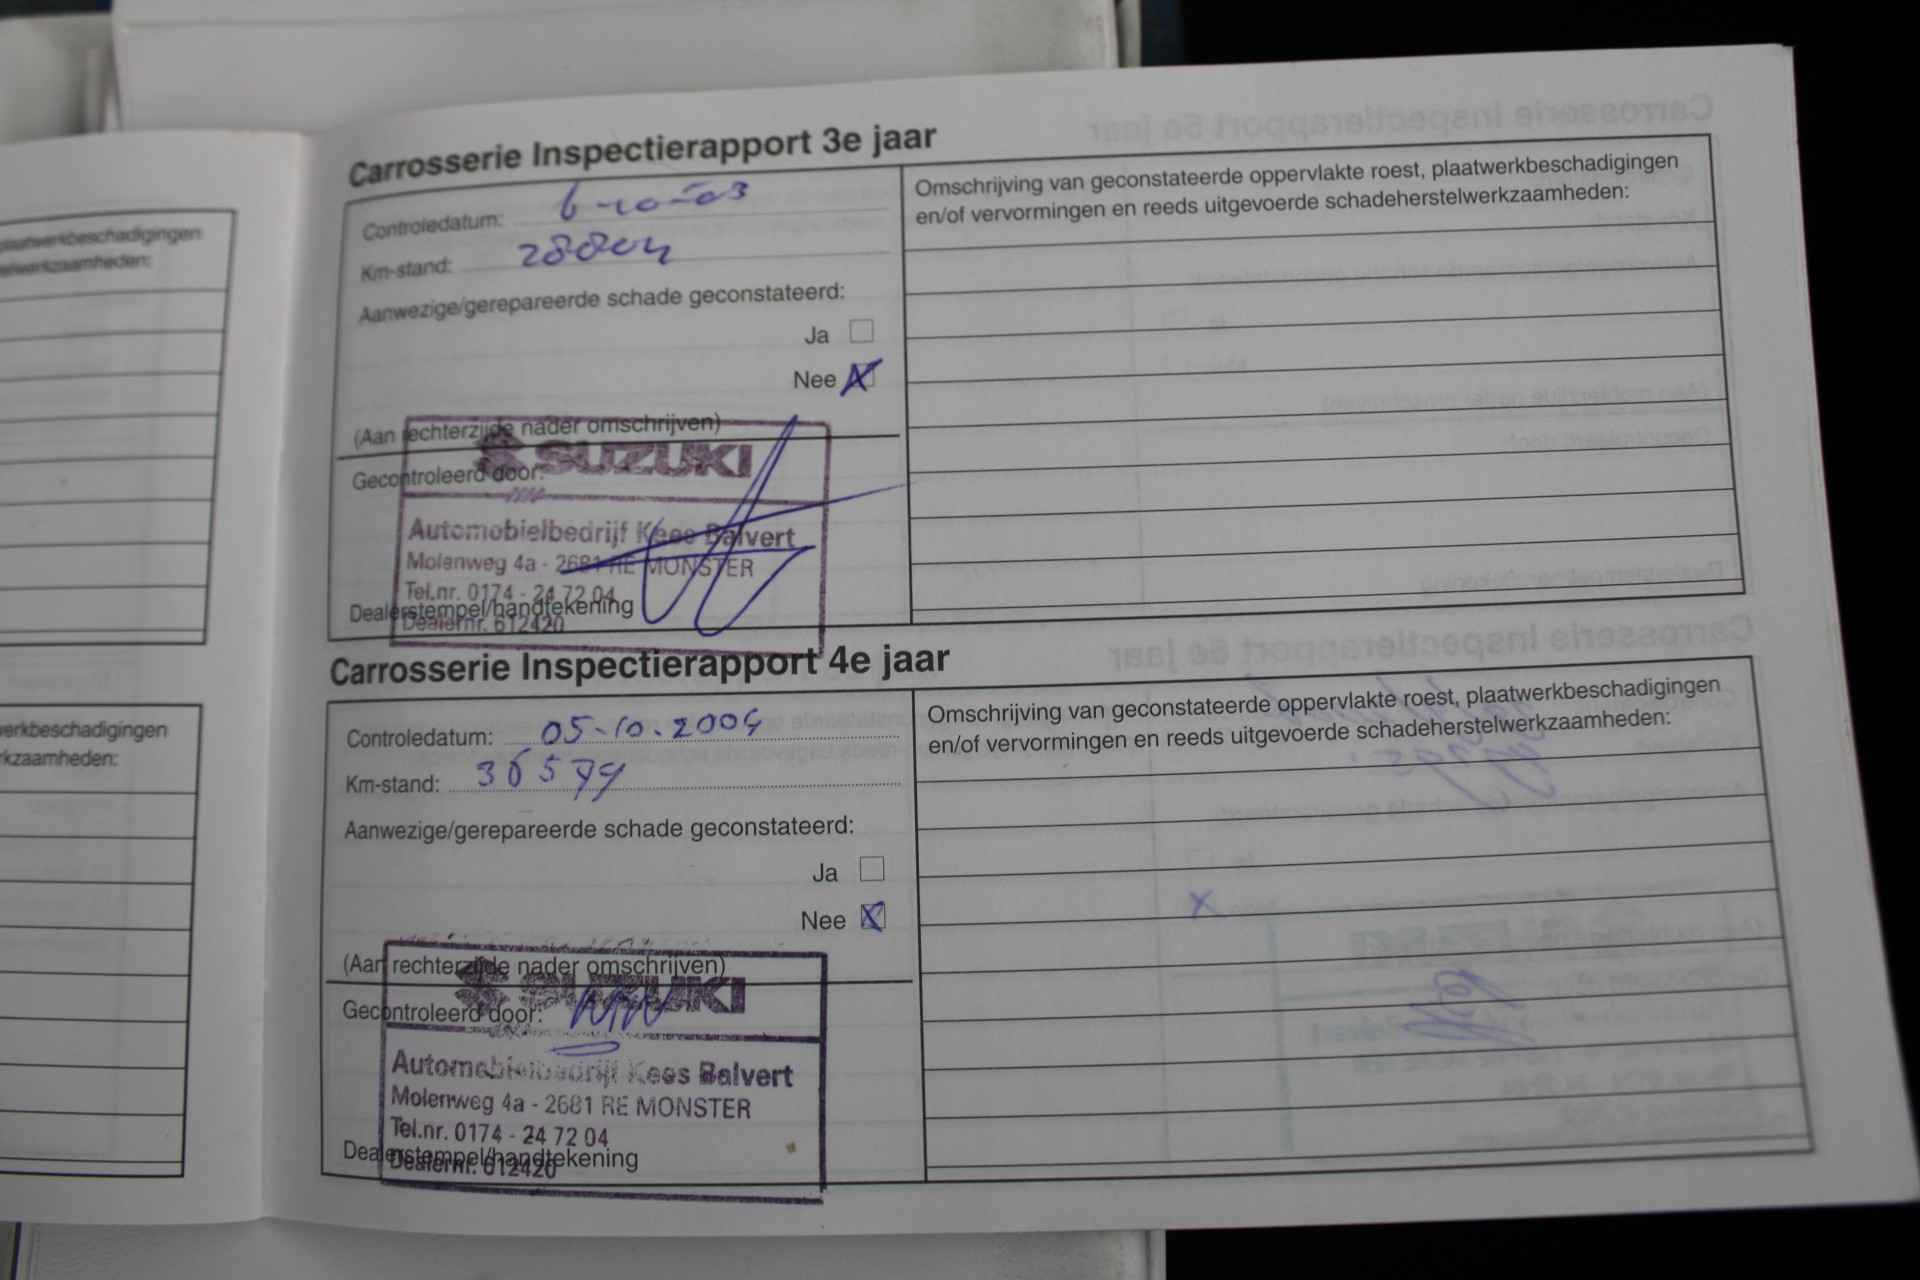 plaatwerkbeschadigingen
Carrosserie Inspectierapport 3e jaar
Controledatum: 6-10-03
Km-stand:
Aanwezige/gerepareerde schade geconstateerd:
Ja
Nee X
(Aan rechterzijde nader omschrijven)
Gecontroleerd door:
SUZUKI
Automobielbedrijf Kees Balvert
Molenweg 4a - 2681 RE MONSTER
Tel.nr. 0174 - 24 72 04
Dealerstempel/handtekening
Dealernr. 612420
Omschrijving van geconstateerde oppervlakte roest, plaatwerkbeschadigingen
en/of vervormingen en reeds uitgevoerde schadeherstelwerkzaamheden:
werkbeschadigingen
rkzaamheden:
Carrosserie Inspectierapport 4e jaar
Controledatum: 05-10.2004
Km-stand:
Aanwezige/gerepareerde schade geconstateerd:
Ja
Nee X
(Aan rechterzijde nader omschrijven)
Gecontroleerd door:
SUZUKI
Automobielbedrijf Kees Balvert
Molenweg 4a - 2681 RE MONSTER
Tel.nr. 0174 - 24 72 04
Dealerstempel/handtekening
Dealernr. 612420
Omschrijving van geconstateerde oppervlakte roest, plaatwerkbeschadigingen
en/of vervormingen en reeds uitgevoerde schadeherstelwerkzaamheden: